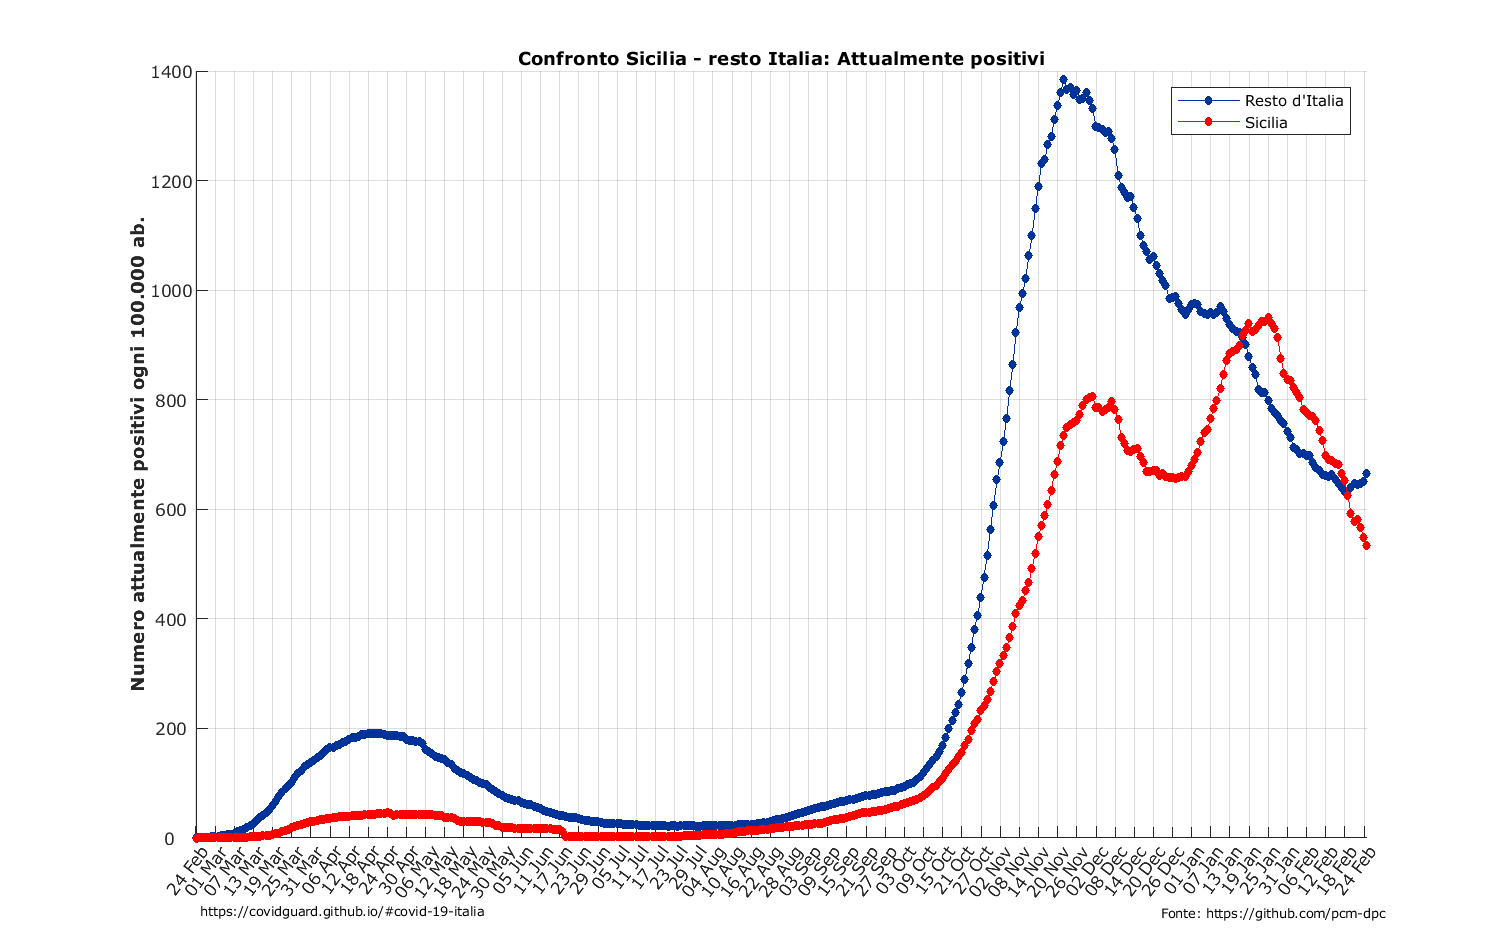 Confronto Sicilia - resto Italia: Attualmente positivi
Numero attualmente positivi ogni 100.000 ab.
1400
1200
1000
800
600
400
200
0
Resto d'Italia
Sicilia
24 Feb
01 Mar
07 Mar
13 Mar
19 Mar
25 Mar
31 Mar
06 Apr
12 Apr
18 Apr
24 Apr
30 Apr
06 May
12 May
18 May
24 May
30 May
05 Jun
11 Jun
17 Jun
23 Jun
29 Jun
05 Jul
11 Jul
17 Jul
23 Jul
29 Jul
04 Aug
10 Aug
16 Aug
22 Aug
28 Aug
03 Sep
09 Sep
15 Sep
21 Sep
27 Sep
03 Oct
09 Oct
15 Oct
21 Oct
27 Oct
02 Nov
08 Nov
14 Nov
20 Nov
26 Nov
02 Dec
08 Dec
14 Dec
20 Dec
26 Dec
01 Jan
07 Jan
13 Jan
19 Jan
25 Jan
31 Jan
06 Feb
12 Feb
18 Feb
24 Feb
https://covidguard.github.io/#covid-19-italia
Fonte: https://github.com/pcm-dpc